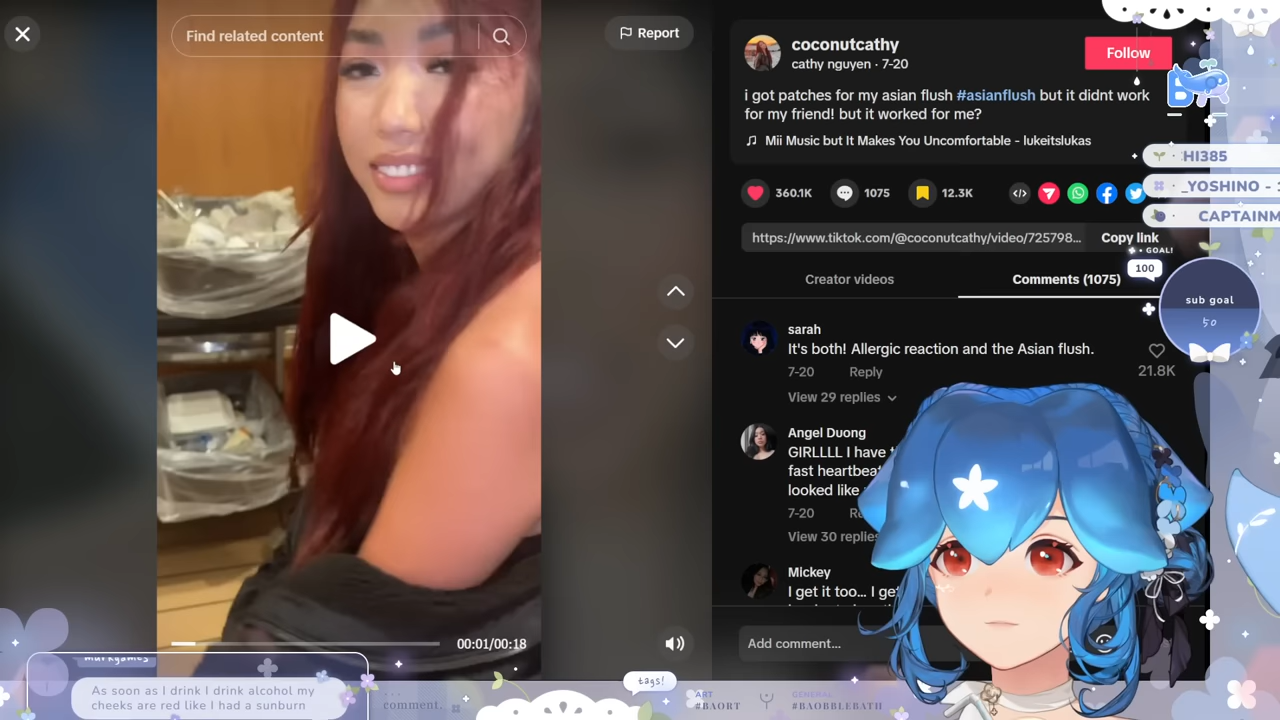 Find related content
Report
coconutcathy
cathy nguyen · 7-20
Follow
i got patches for my asian flush #asianflush but it didnt work
for my friend! but it worked for me?
Mii Music but It Makes You Uncomfortable - lukeitslukas
360.1K
1075
12.3K
https://www.tiktok.com/@coconutcathy/video/725798...
Copy link
Creator videos
Comments (1075)
sarah
It's both! Allergic reaction and the Asian flush.
7-20
Reply
21.8K
View 29 replies
Angel Duong
GIRLLLL I have
fast heartbeat
looked like
7-20
View 30 replies
Mickey
I get it too... I
Add comment...
00:01/00:18
B
HI385
_YOSHINO -
CAPTAINM
GOAL!
100
sub goal
50
murkgames
As soon as I drink I drink alcohol my
cheeks are red like I had a sunburn
comment.
tags!
ART
#BAORT
GENERAL
#BAOBBLEBATH